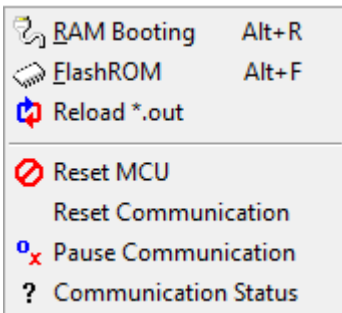 RAM Booting Alt+R
FlashROM Alt+F
Reload *.out
Reset MCU
Reset Communication
Pause Communication
? Communication Status